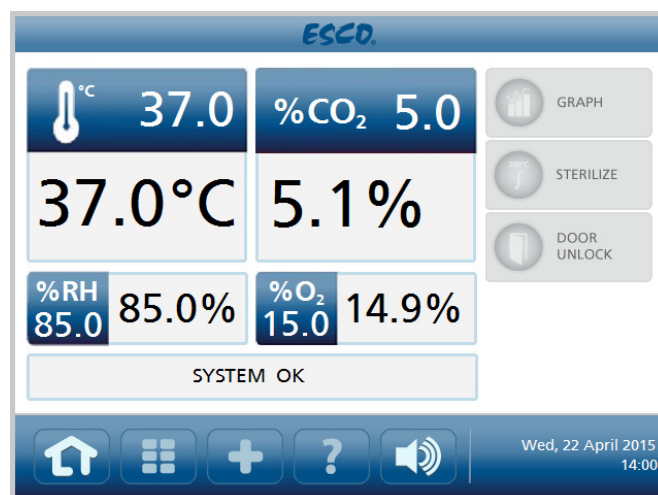 ESCO.
°C 37.0
37.0°C
%CO₂ 5.0
5.1%
GRAPH
STERILIZE
DOOR
UNLOCK
%RH
85.0
85.0%
%O₂
15.0
14.9%
SYSTEM OK
?
Wed, 22 April 2015
14:00